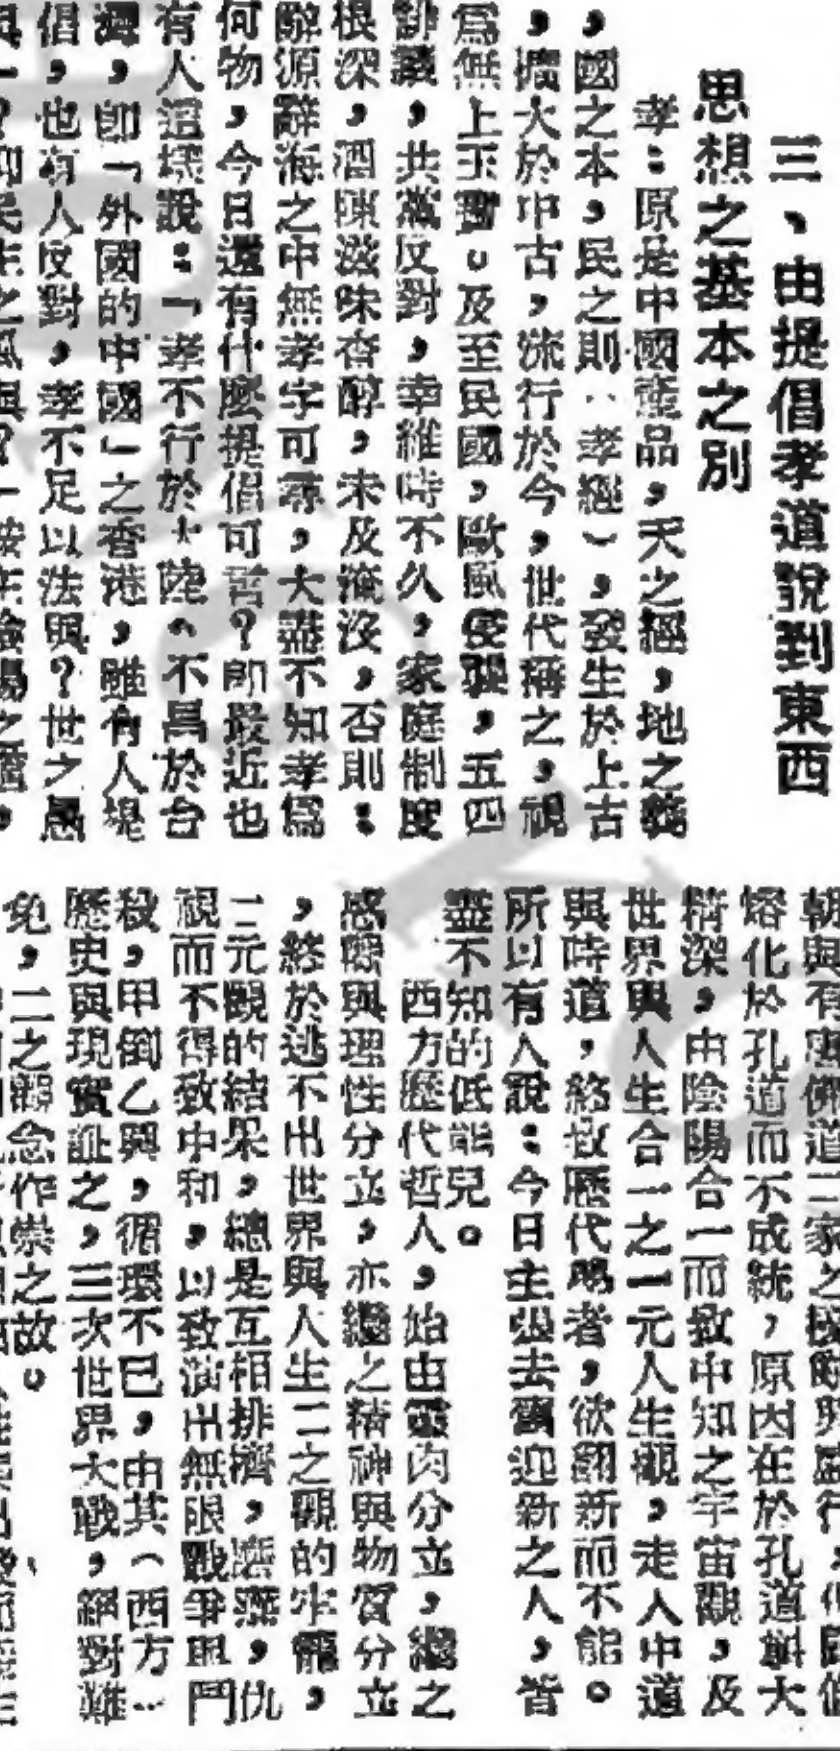 三、由提倡孝道說到東西
思想之基本之別
孝：原是中國產品，天之經，地之義
，國之本，民之則‥孝經），發生於上古
，擴大於中古，流行於今，世代稱之，視
為無上玉璽。及至民國，歐風侵襲，五四
誹議，共黨反對，幸維時不久，家庭制度
根深，酒陳滋味香醇，未及淹沒，否則：
辭源辭海之中無孝字可尋，大盡不知孝為
何物，今日還有什麼提倡可言？即最近也
有人這樣說：「孝不行於大陸，不昌於台
灣，卽「外國的中國」之香港，雖有人提
倡，也有人反對，孝不足以法與？世之愚
與有
熔化於孔道而不成統，原因在於孔道博大
精深，由陰陽合一而致中知之宇宙觀，及
世界與人生合一之一元人生觀，走入中道
與時道，終致歷代學者，欲翻新而不能。
所以有人說：今日主張去舊迎新之人，皆
盡不知的低能兒。
西方歷代哲人，始由靈肉分立，繼之
感覺與理性分立，亦繼之精神與物質分立
，終於逃不出世界與人生二之觀的牢籠，
二元觀的結果，總是互相排擠，仇
視而不得致中和，以致演出無限戰爭與鬥
殺，甲倒乙興，循環不已，由其（西方）
歷史與現實証之，三次世界大戰，絕對難
免，二之觀念作祟之故。